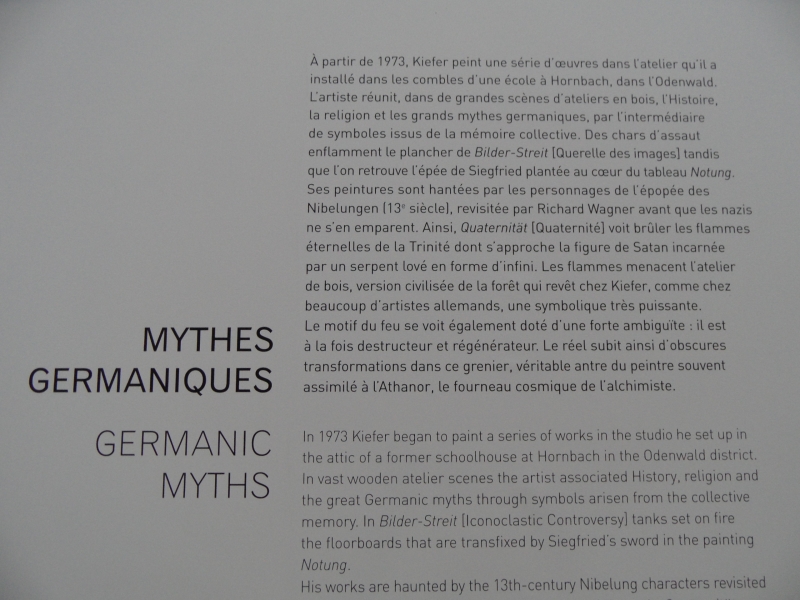 À partir de 1973, Kiefer peint une série d'œuvres dans l'atelier qu'il a
installé dans les combles d'une école à Hornbach, dans l'Odenwald.
L'artiste réunit, dans de grandes scènes d'ateliers en bois, l'Histoire,
la religion et les grands mythes germaniques, par l'intermédiaire
de symboles issus de la mémoire collective. Des chars d'assaut
enflamment le plancher de Bilder-Streit [Querelle des images] tandis
que l'on retrouve l'épée de Siegfried plantée au cœur du tableau Notung.
Ses peintures sont hantées par les personnages de l'épopée des
Nibelungen (13e siècle), revisitée par Richard Wagner avant que les nazis
ne s'en emparent. Ainsi, Quaternität [Quaternité] voit brûler les flammes
éternelles de la Trinité dont s'approche la figure de Satan incarnée
par un serpent lové en forme d'infini. Les flammes menacent l'atelier
de bois, version civilisée de la forêt qui revêt chez Kiefer, comme chez
beaucoup d'artistes allemands, une symbolique très puissante.
Le motif du feu se voit également doté d'une forte ambiguïte : il est
à la fois destructeur et régénérateur. Le réel subit ainsi d'obscures
transformations dans ce grenier, véritable antre du peintre souvent
assimilé à l'Athanor, le fourneau cosmique de l'alchimiste.
MYTHES
GERMANIQUES
GERMANIC
MYTHS
In 1973 Kiefer began to paint a series of works in the studio he set up in
the attic of a former schoolhouse at Hornbach in the Odenwald district.
In vast wooden atelier scenes the artist associated History, religion and
the great Germanic myths through symbols arisen from the collective
memory. In Bilder-Streit [Iconoclastic Controversy] tanks set on fire
the floorboards that are transfixed by Siegfried's sword in the painting
Notung.
His works are haunted by the 13th-century Nibelung characters revisited